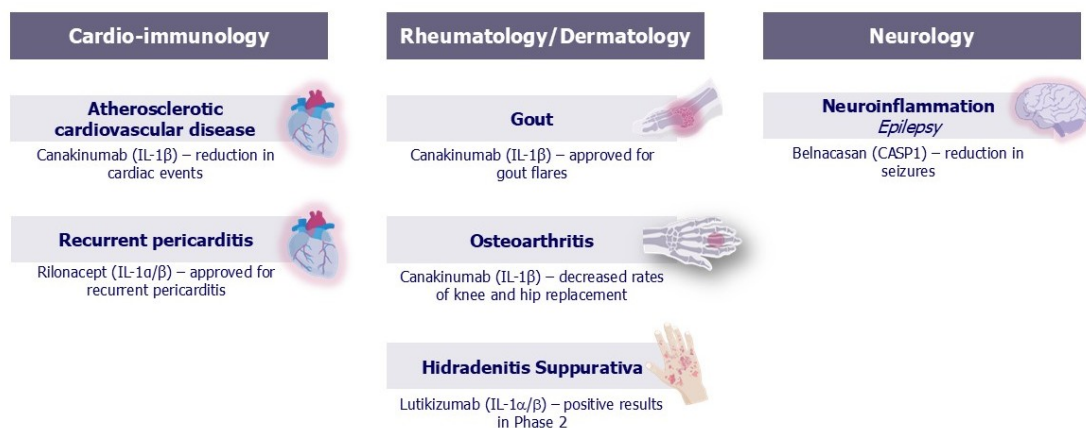 Cardio-immunology
Atherosclerotic
cardiovascular disease
Canakinumab (IL-1β) – reduction in
cardiac events
Recurrent pericarditis
Rilonacept (IL-1α/β) – approved for
recurrent pericarditis
Rheumatology/Dermatology
Gout
Canakinumab (IL-1β) – approved for
gout flares
Osteoarthritis
Canakinumab (IL-1β) – decreased rates
of knee and hip replacement
Hidradenitis Suppurativa
Lutikizumab (IL-1α/β) – positive results
in Phase 2
Neurology
Neuroinflammation
Epilepsy
Belnacasan (CASP1) – reduction in
seizures